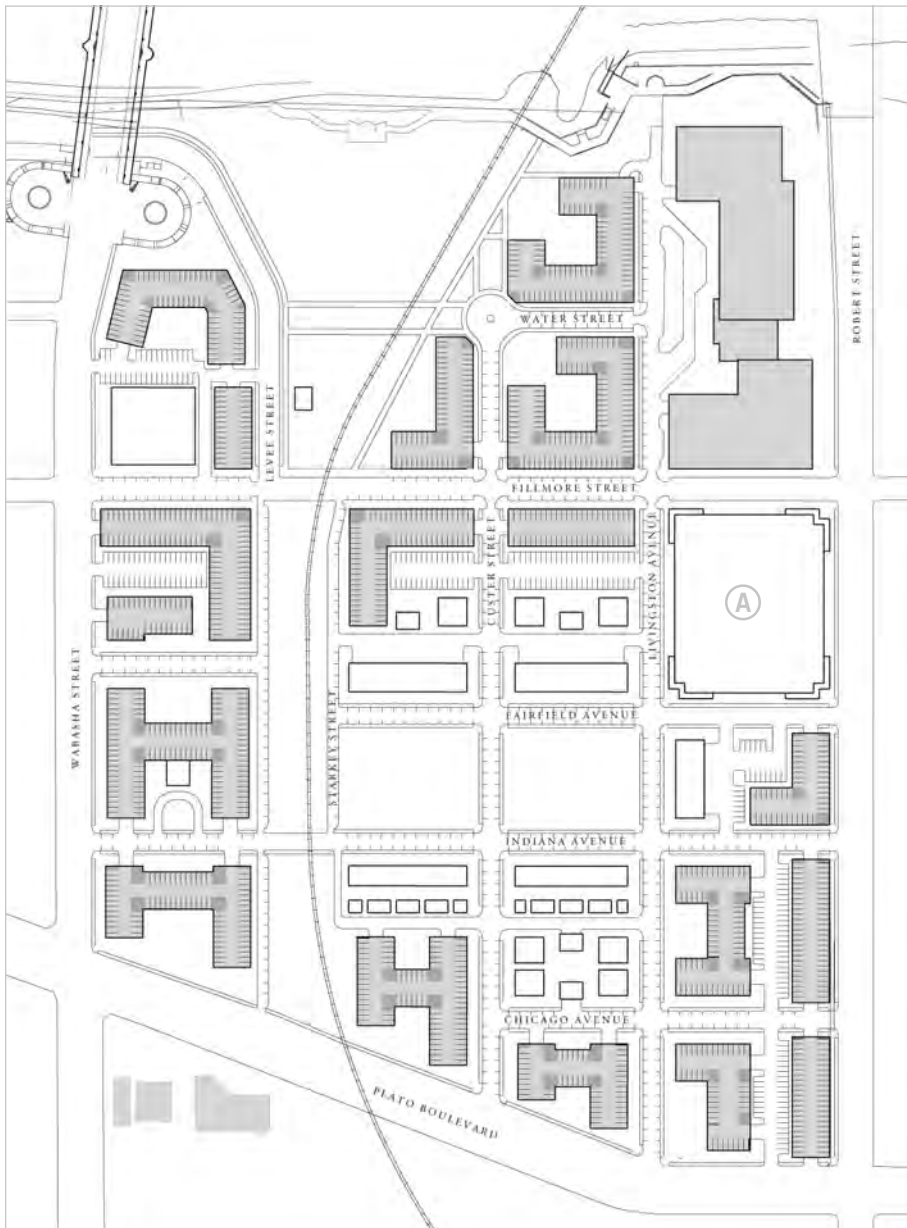 WATER STREET
ROBERT STREET
LEVEE STREET
FILLMORE STREET
CUSTER STREET
LIVINGSTON AVENUE
A
WABASHA STREET
STARKEY STREET
FAIRFIELD AVENUE
INDIANA AVENUE
CHICAGO AVENUE
PLATO BOULEVARD